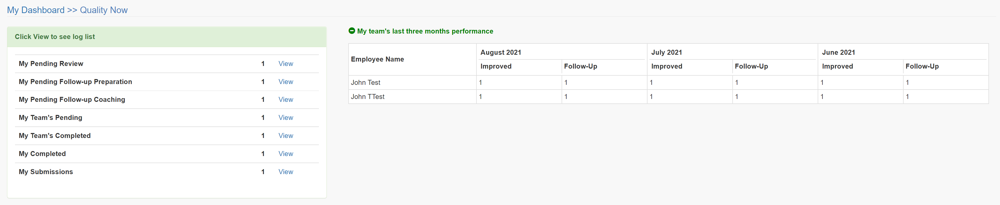 My Dashboard >> Quality Now
Click View to see log list
My Pending Review 1 View
My Pending Follow-up Preparation 1 View
My Pending Follow-up Coaching 1 View
My Team's Pending 1 View
My Team's Completed 1 View
My Completed 1 View
My Submissions 1 View
My team's last three months performance
Employee Name August 2021 July 2021 June 2021
Improved Follow-Up Improved Follow-Up Improved Follow-Up
John Test 1 1 1 1 1 1
John TTest 1 1 1 1 1 1